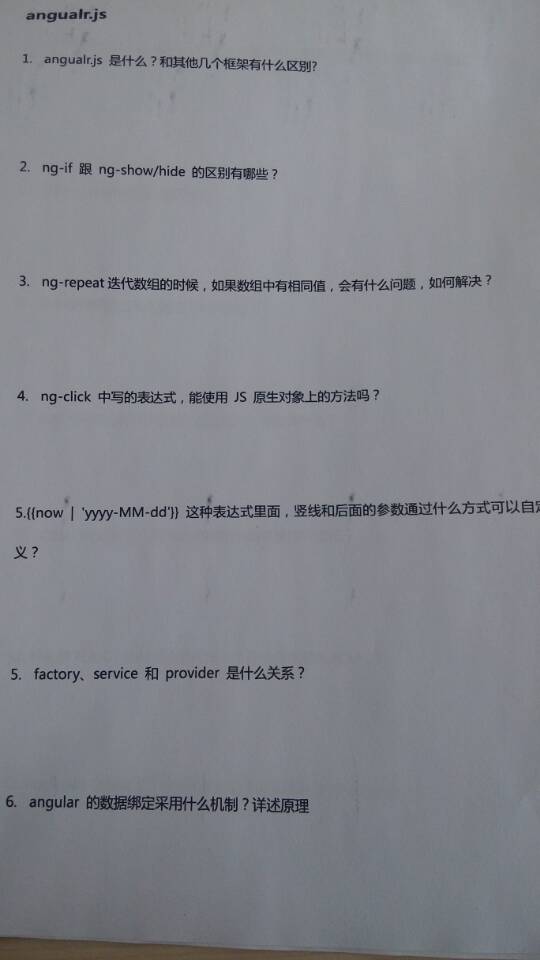 angualr.js
1. angualr.js 是什么？和其他几个框架有什么区别?
2. ng-if 跟 ng-show/hide 的区别有哪些？
3. ng-repeat 迭代数组的时候，如果数组中有相同值，会有什么问题，如何解决？
4. ng-click 中写的表达式，能使用 JS 原生对象上的方法吗？
5.{{now | 'yyyy-MM-dd'}} 这种表达式里面，竖线和后面的参数通过什么方式可以自定
义？
5. factory、service 和 provider 是什么关系？
6. angular 的数据绑定采用什么机制？详述原理